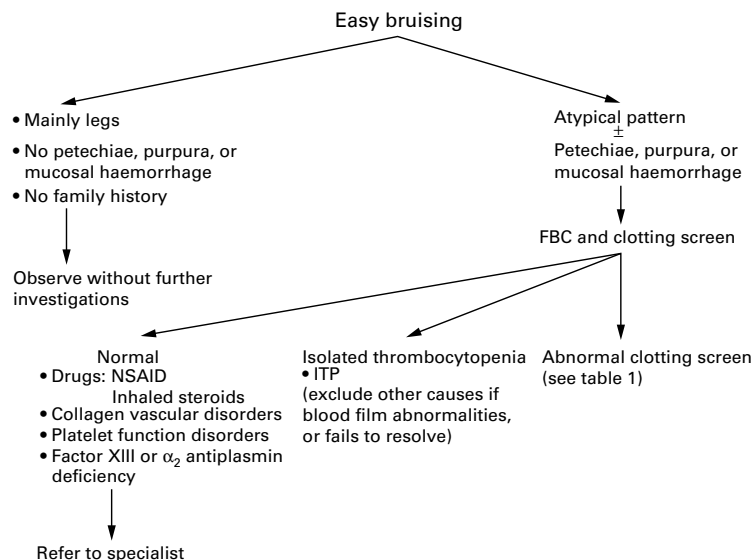 Easy bruising
• Mainly legs
• No petechiae, purpura, or
mucosal haemorrhage
• No family history
Observe without further
investigations
Atypical pattern
±
Petechiae, purpura, or
mucosal haemorrhage
FBC and clotting screen
Normal
• Drugs: NSAID
Inhaled steroids
• Collagen vascular disorders
• Platelet function disorders
• Factor XIII or α₂ antiplasmin
deficiency
Refer to specialist
Isolated thrombocytopenia
• ITP
(exclude other causes if
blood film abnormalities,
or fails to resolve)
Abnormal clotting screen
(see table 1)